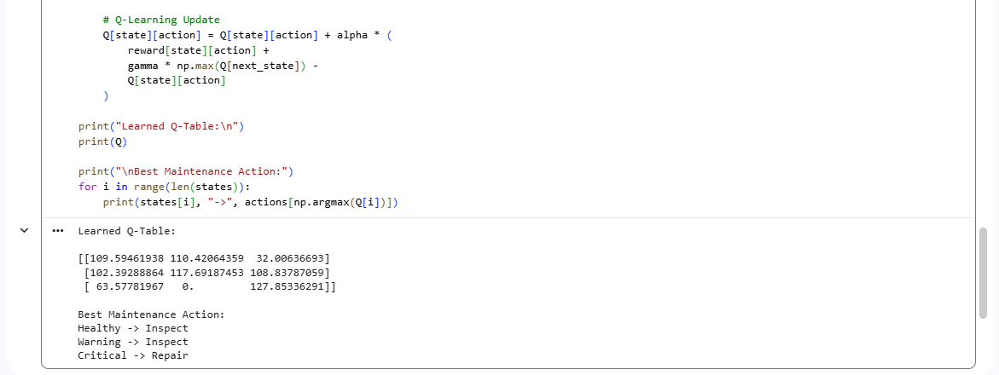 # Q-Learning Update
Q[state][action] = Q[state][action] + alpha * (
reward[state][action] +
gamma * np.max(Q[next_state]) -
Q[state][action]
)
print("Learned Q-Table:\n")
print(Q)
print("\nBest Maintenance Action:")
for i in range(len(states)):
print(states[i], "->", actions[np.argmax(Q[i])])
Learned Q-Table:
[[109.59461938 110.42064359  32.00636693]
[102.39288864 117.69187453 108.83787059]
[ 63.57781967   0.         127.85336291]]
Best Maintenance Action:
Healthy -> Inspect
Warning -> Inspect
Critical -> Repair